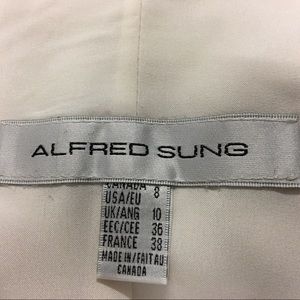 ALFRED SUNG
CANADA 8
USA/EU
UK/ANG 10
EEC/CEE 36
FRANCE 38
MADE IN/FAIT AU
CANADA